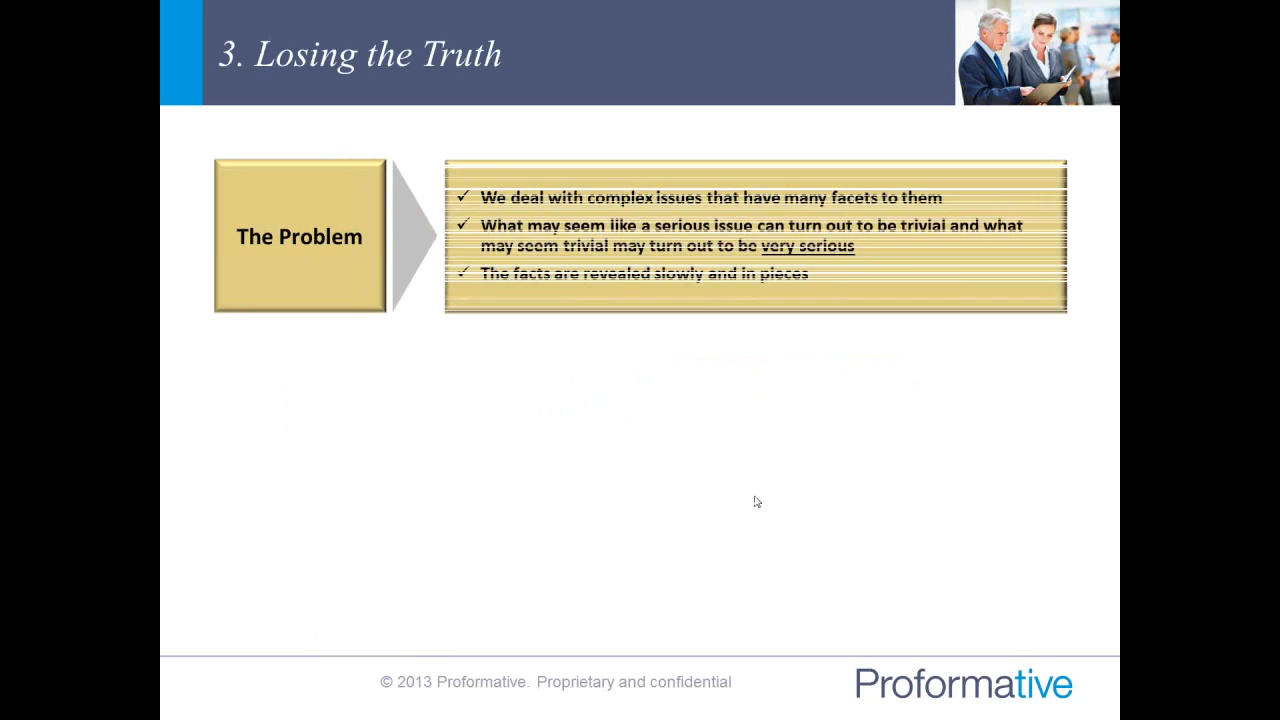 3. Losing the Truth
The Problem
✓ We deal with complex issues that have many facets to them
✓ What may seem like a serious issue can turn out to be trivial and what
may seem trivial may turn out to be very serious
✓ The facts are revealed slowly and in pieces
© 2013 Proformative. Proprietary and confidential
Proformative